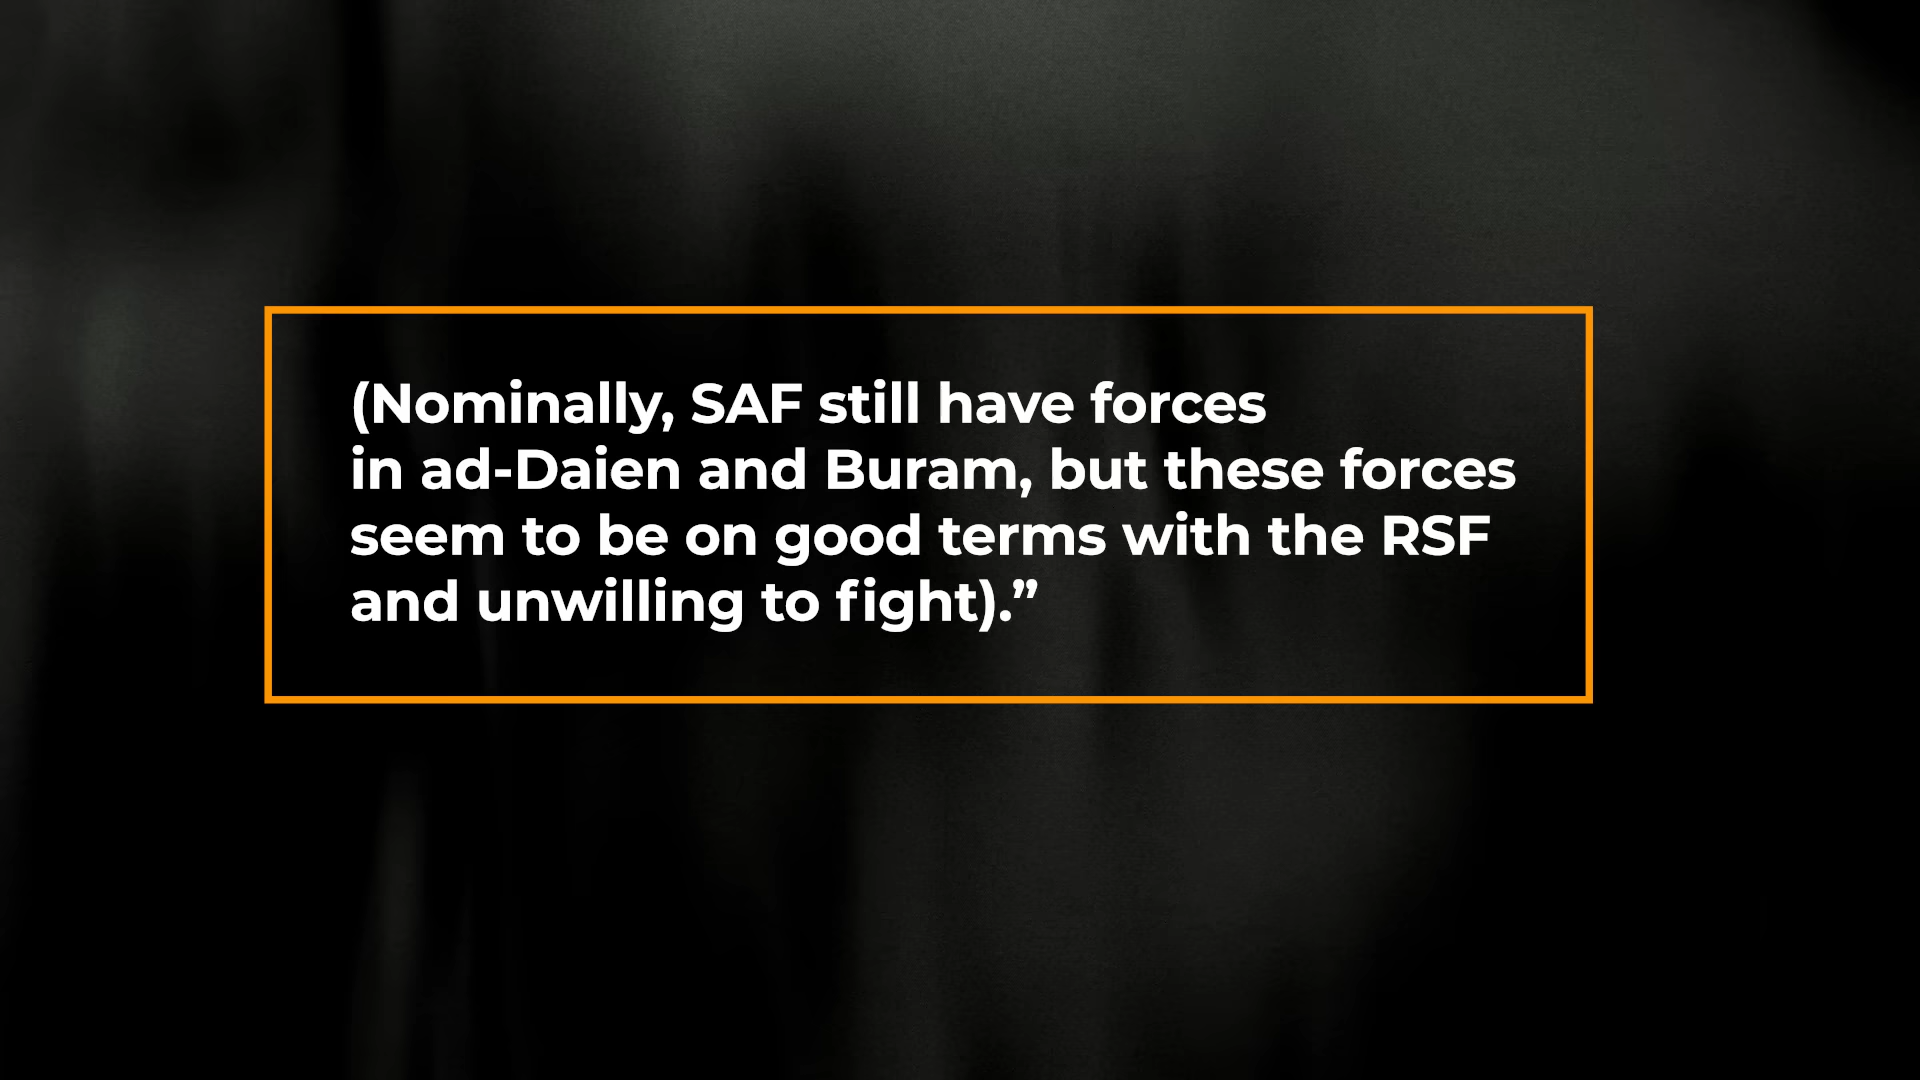 (Nominally, SAF still have forces
in ad-Daien and Buram, but these forces
seem to be on good terms with the RSF
and unwilling to fight).”